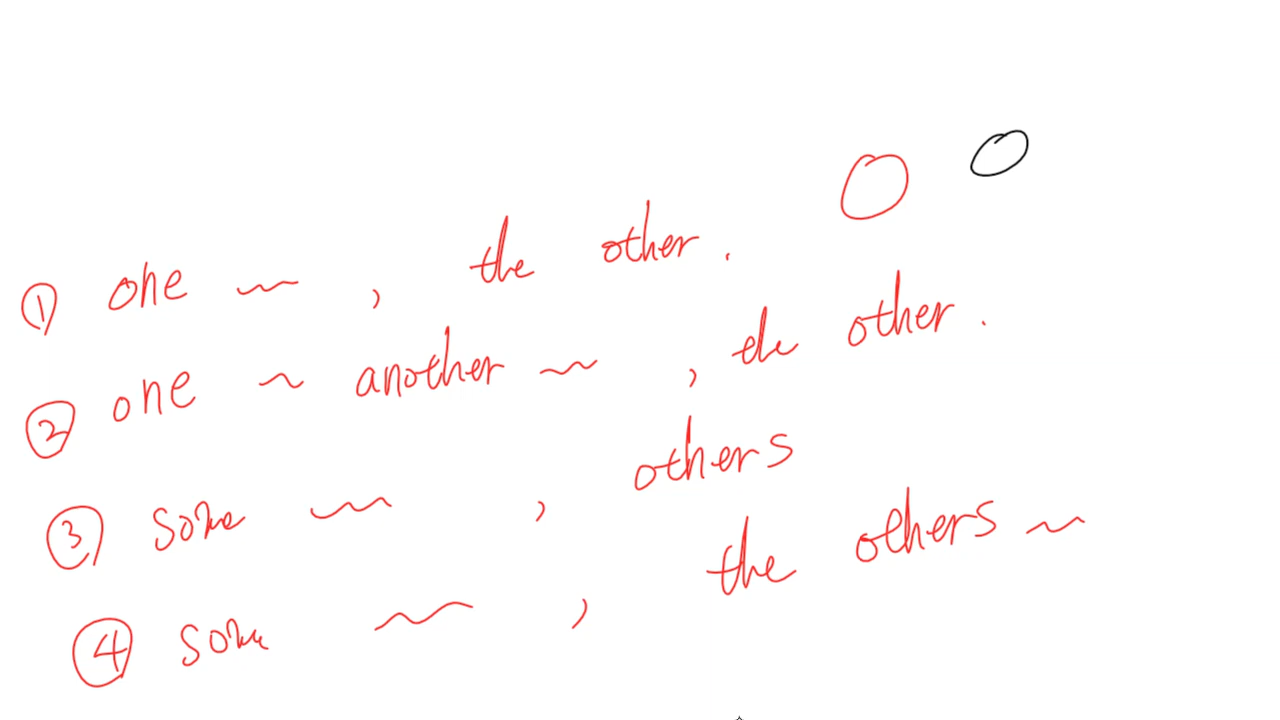 ① one ~ , the other.
② one ~ another ~ , the other.
③ some ~ , others
④ some ~ , the others ~